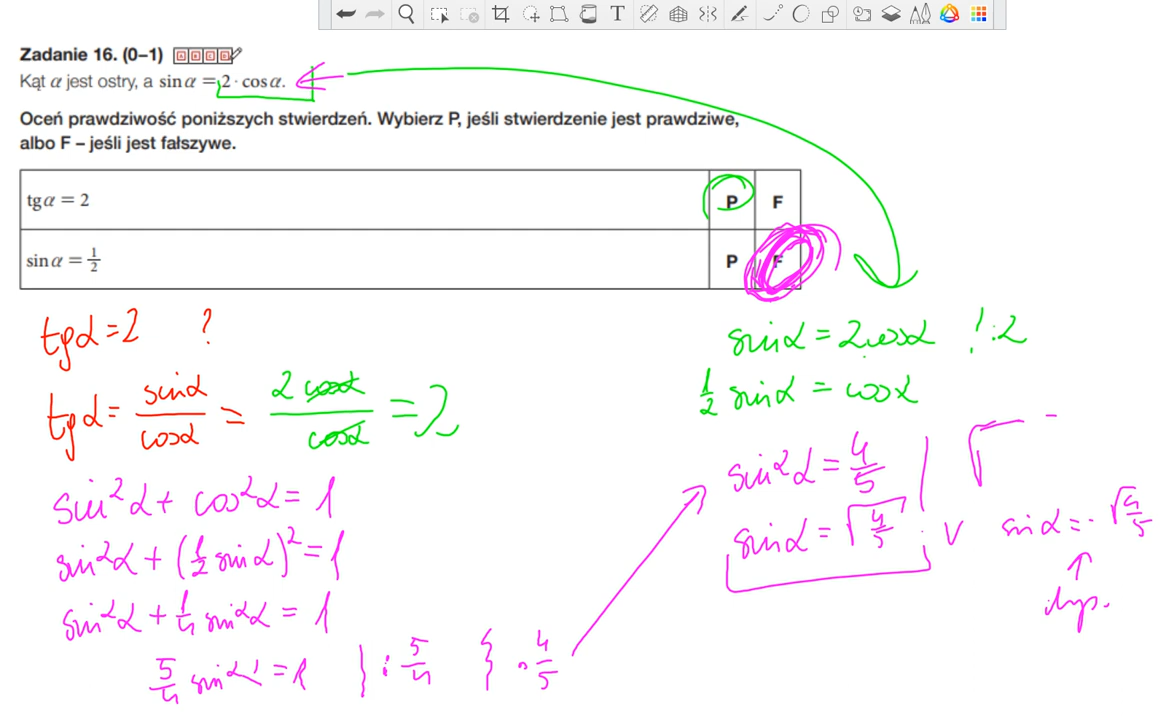 Zadanie 16. (0–1)
Kąt α jest ostry, a sin α = 2 · cos α.
Oceń prawdziwość poniższych stwierdzeń. Wybierz P, jeśli stwierdzenie jest prawdziwe,
albo F – jeśli jest fałszywe.
tg α = 2 P F
sin α = 1/2 P F
tgα=2 ?
tgα = sinα/cosα = 2 cosα/cosα = 2
sin²α + cos²α = 1
sin²α + (1/2 sinα)² = 1
sin²α + 1/4 sin²α = 1
5/4 sin²α = 1 } : 5/4 } · 4/5
sinα = 2cosα /:2
1/2 sinα = cosα
sin²α = 4/5 | √
sinα = √4/5 ; v sinα = - √4/5